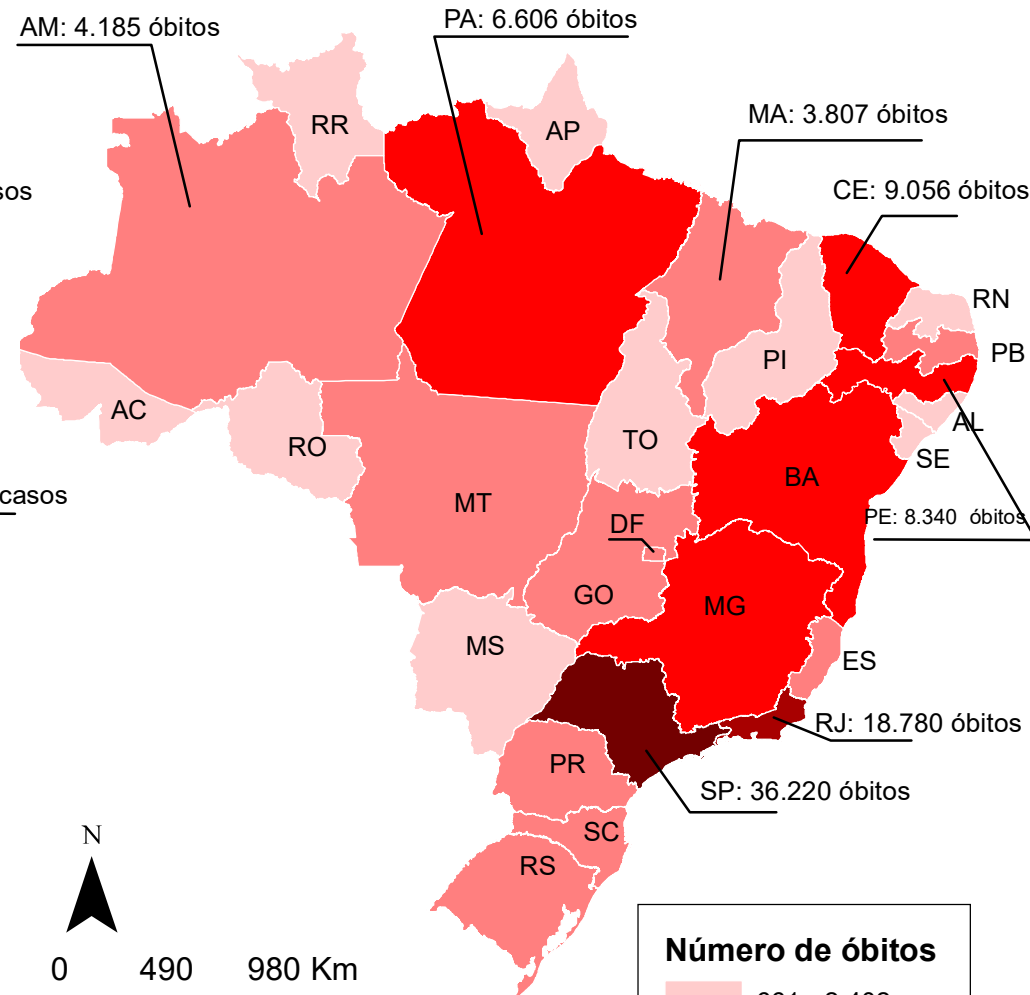 AM: 4.185 óbitos
PA: 6.606 óbitos
RR
AP
MA: 3.807 óbitos
CE: 9.056 óbitos
RN
PB
PI
AC
RO
TO
AL
SE
BA
casos
MT
PE: 8.340 óbitos
DF
GO
MG
MS
ES
RJ: 18.780 óbitos
PR
SP: 36.220 óbitos
SC
RS
N
0 490 980 Km
Número de óbitos